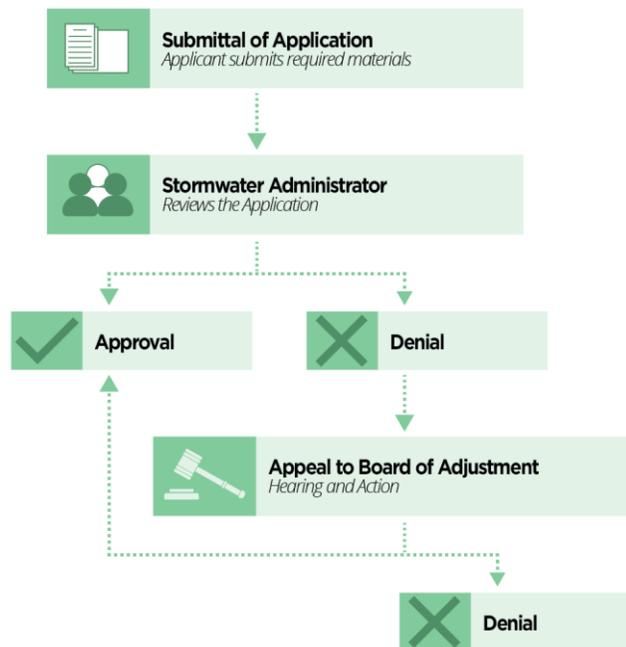 Submittal of Application
Applicant submits required materials
Stormwater Administrator
Reviews the Application
Approval
Denial
Appeal to Board of Adjustment
Hearing and Action
Denial